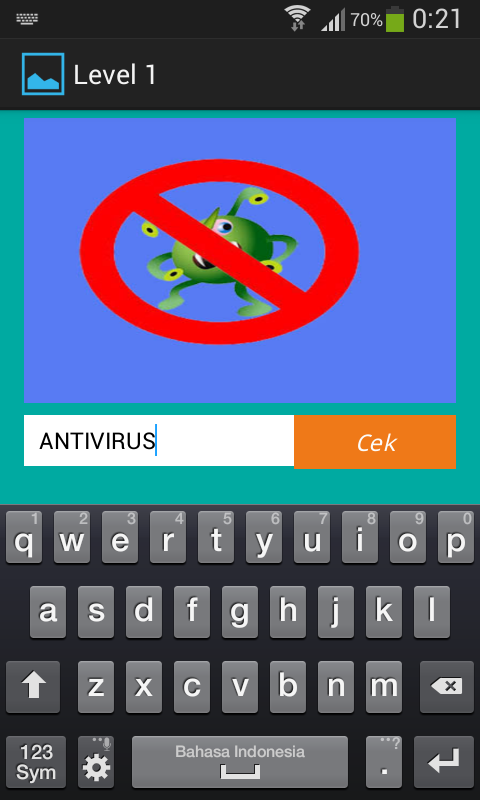 70% 0:21
Level 1
ANTIVIRUS Cek
1 2 3 4 5 6 7 8 9 0
q w e r t y u i o p
a s d f g h j k l
z x c v b n m
123 Bahasa Indonesia ...?
Sym .